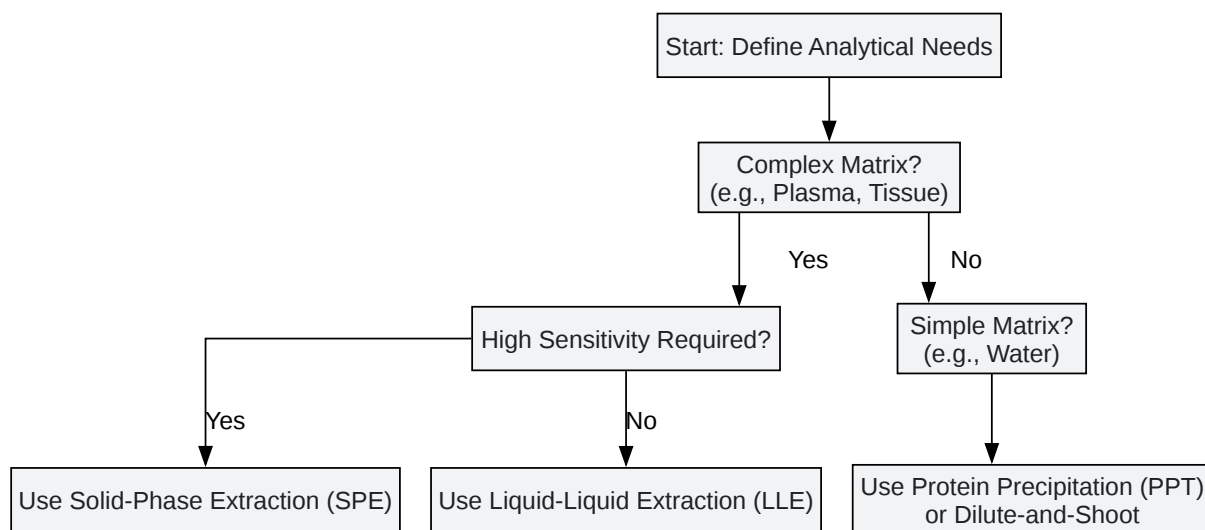 Start: Define Analytical Needs
Complex Matrix?
(e.g., Plasma, Tissue)
Yes
No
High Sensitivity Required?
Simple Matrix?
(e.g., Water)
Yes
No
Use Solid-Phase Extraction (SPE)
Use Liquid-Liquid Extraction (LLE)
Use Protein Precipitation (PPT)
or Dilute-and-Shoot